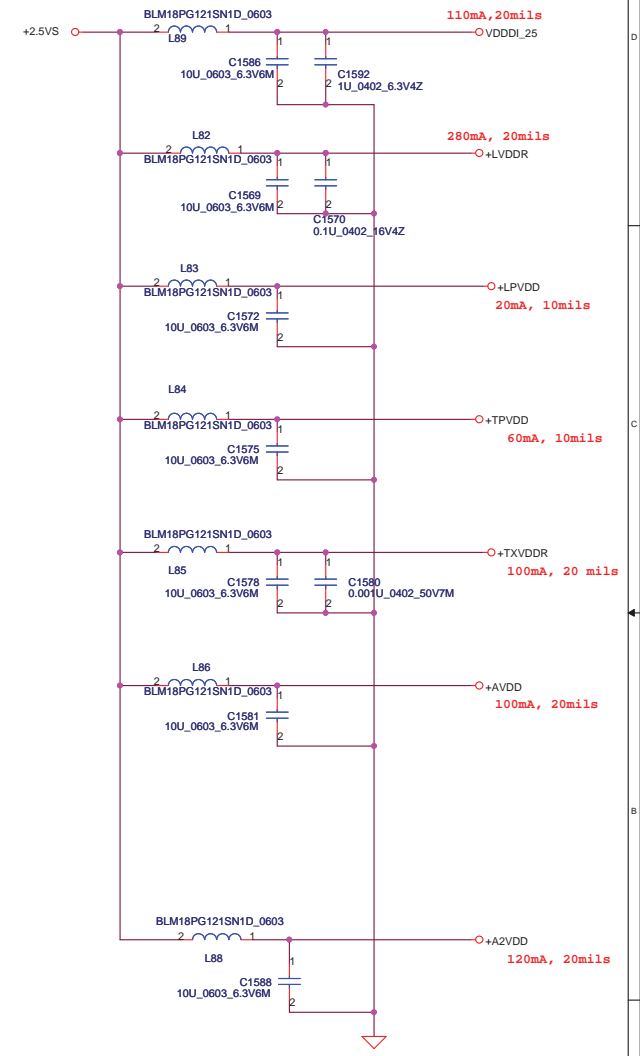 BLM18PG121SN1D_0603
110mA,20mils
+2.5VS
2
1
VDDDI_25
D
L89
1
1
C1586
10U_0603_6.3V6M
C1592
1U_0402_6.3V4Z
2
2
280mA, 20mils
L82
2
1
+LVDDR
BLM18PG121SN1D_0603
1
1
C1569
10U_0603_6.3V6M
2
2
C1570
0.1U_0402_16V4Z
L83
2
1
+LPVDD
BLM18PG121SN1D_0603
20mA, 10mils
1
C1572
10U_0603_6.3V6M
2
L84
2
1
+TPVDD
C
BLM18PG121SN1D_0603
60mA, 10mils
1
C1575
10U_0603_6.3V6M
2
BLM18PG121SN1D_0603
2
1
+TXVDDR
L85
100mA, 20 mils
1
1
C1578
10U_0603_6.3V6M
C1580
0.001U_0402_50V7M
2
2
L86
2
1
+AVDD
BLM18PG121SN1D_0603
100mA, 20mils
1
C1581
10U_0603_6.3V6M
2
B
BLM18PG121SN1D_0603
2
1
+A2VDD
L88
120mA, 20mils
1
C1588
10U_0603_6.3V6M
2